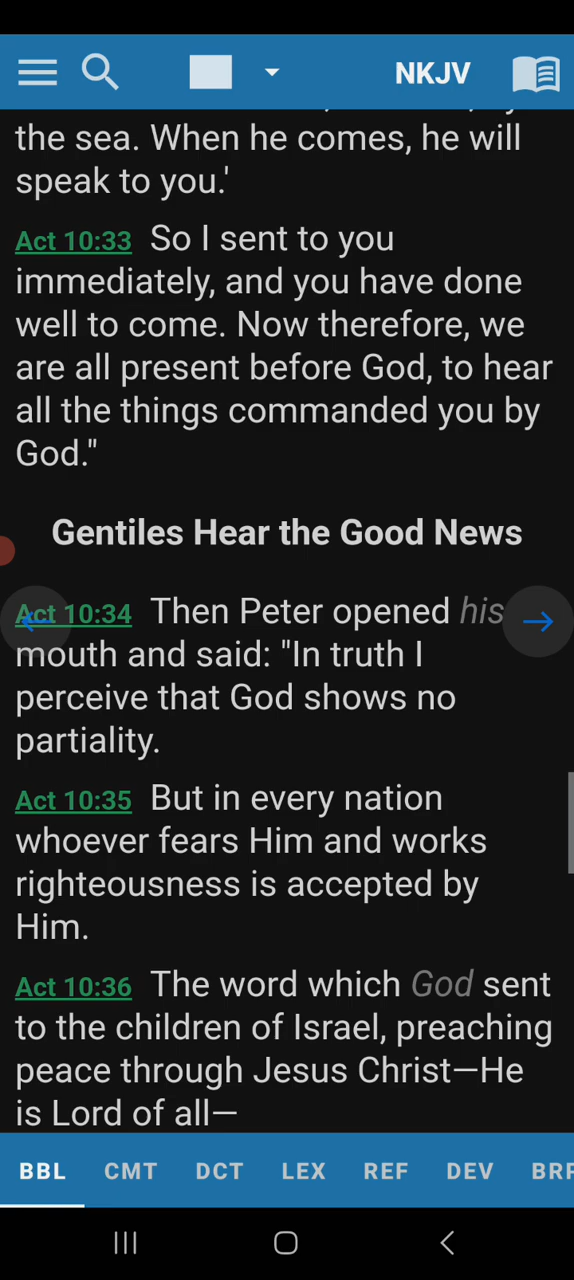 NKJV
the sea. When he comes, he will
speak to you.'
Act 10:33 So I sent to you
immediately, and you have done
well to come. Now therefore, we
are all present before God, to hear
all the things commanded you by
God."
Gentiles Hear the Good News
Act 10:34 Then Peter opened his
mouth and said: "In truth I
perceive that God shows no
partiality.
Act 10:35 But in every nation
whoever fears Him and works
righteousness is accepted by
Him.
Act 10:36 The word which God sent
to the children of Israel, preaching
peace through Jesus Christ—He
is Lord of all—
BBL CMT DCT LEX REF DEV BRP